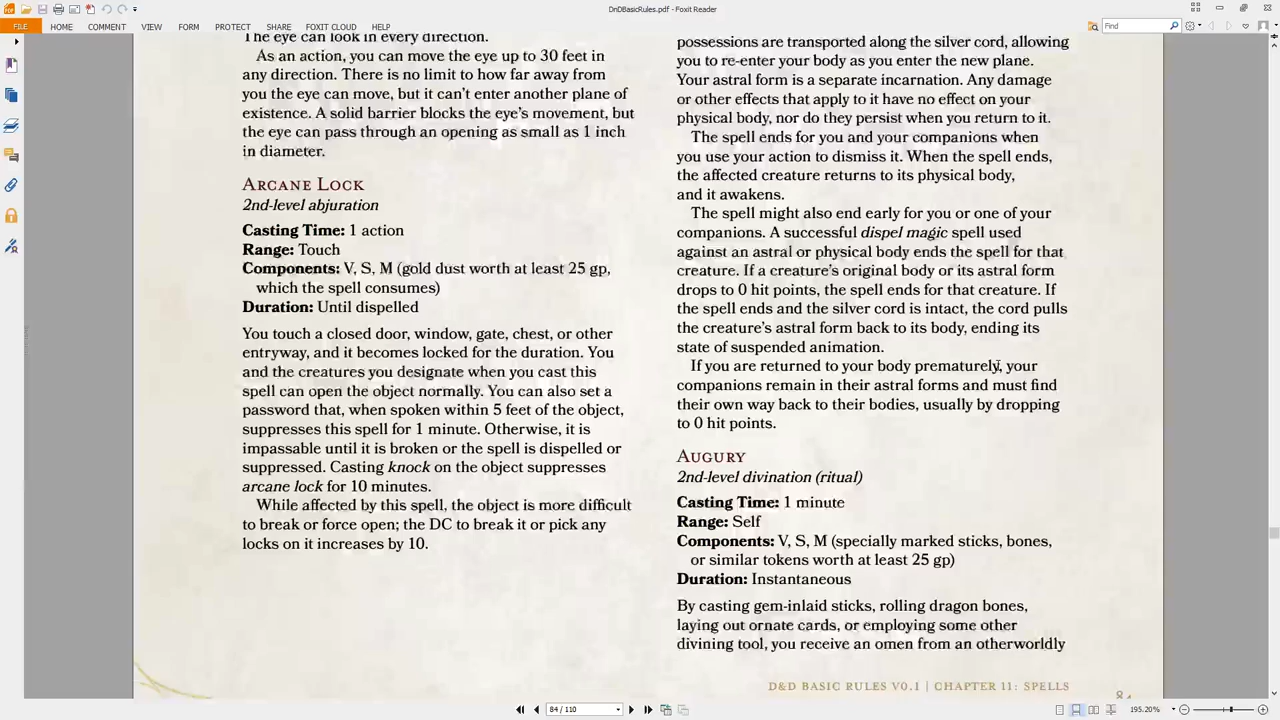 DnDBasicRules.pdf - Foxit Reader
FILE
HOME
COMMENT
VIEW
FORM
PROTECT
SHARE
FOXIT CLOUD
HELP
Find
The eye can look in every direction.
As an action, you can move the eye up to 30 feet in
any direction. There is no limit to how far away from
you the eye can move, but it can't enter another plane of
existence. A solid barrier blocks the eye's movement, but
the eye can pass through an opening as small as 1 inch
in diameter.
ARCANE LOCK
2nd-level abjuration
Casting Time: 1 action
Range: Touch
Components: V, S, M (gold dust worth at least 25 gp,
which the spell consumes)
Duration: Until dispelled
You touch a closed door, window, gate, chest, or other
entryway, and it becomes locked for the duration. You
and the creatures you designate when you cast this
spell can open the object normally. You can also set a
password that, when spoken within 5 feet of the object,
suppresses this spell for 1 minute. Otherwise, it is
impassable until it is broken or the spell is dispelled or
suppressed. Casting knock on the object suppresses
arcane lock for 10 minutes.
While affected by this spell, the object is more difficult
to break or force open; the DC to break it or pick any
locks on it increases by 10.
possessions are transported along the silver cord, allowing
you to re-enter your body as you enter the new plane.
Your astral form is a separate incarnation. Any damage
or other effects that apply to it have no effect on your
physical body, nor do they persist when you return to it.
The spell ends for you and your companions when
you use your action to dismiss it. When the spell ends,
the affected creature returns to its physical body,
and it awakens.
The spell might also end early for you or one of your
companions. A successful dispel magic spell used
against an astral or physical body ends the spell for that
creature. If a creature's original body or its astral form
drops to 0 hit points, the spell ends for that creature. If
the spell ends and the silver cord is intact, the cord pulls
the creature's astral form back to its body, ending its
state of suspended animation.
If you are returned to your body prematurely, your
companions remain in their astral forms and must find
their own way back to their bodies, usually by dropping
to 0 hit points.
AUGURY
2nd-level divination (ritual)
Casting Time: 1 minute
Range: Self
Components: V, S, M (specially marked sticks, bones,
or similar tokens worth at least 25 gp)
Duration: Instantaneous
By casting gem-inlaid sticks, rolling dragon bones,
laying out ornate cards, or employing some other
divining tool, you receive an omen from an otherworldly
D&D BASIC RULES V0.1 | CHAPTER 11: SPELLS
84
84 / 110
195.20%